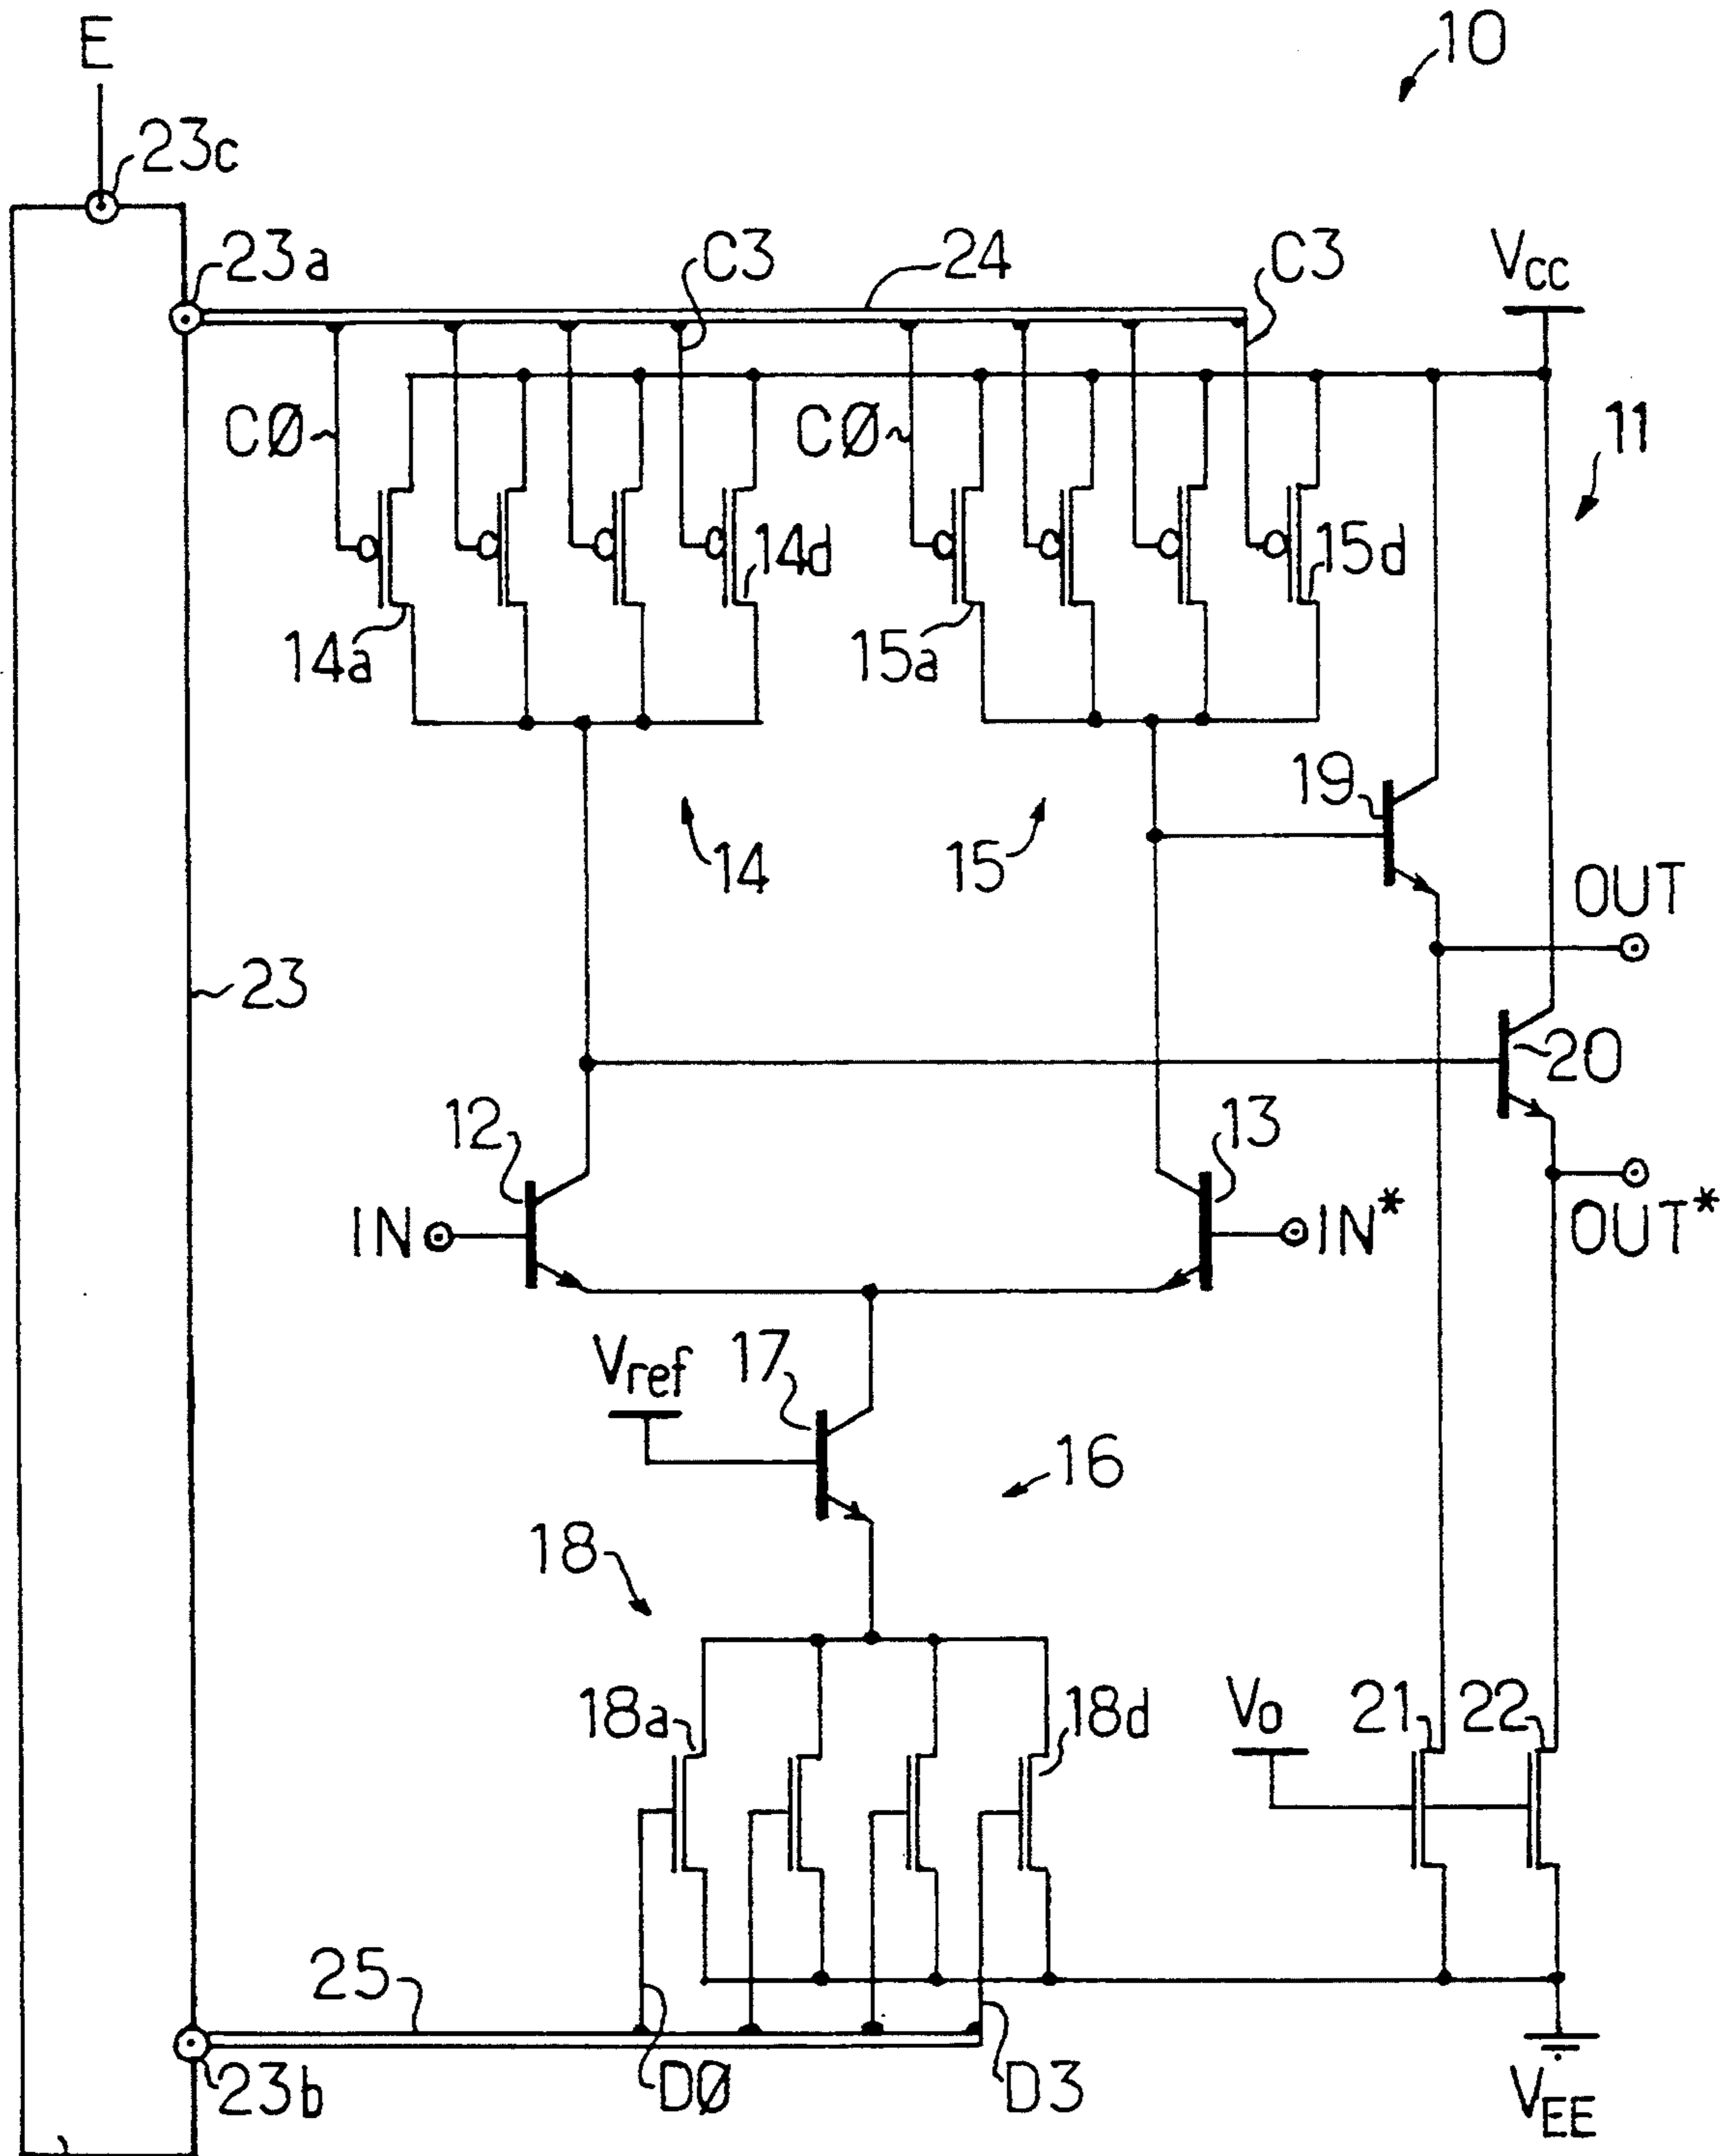 E
10
23c
23a
C3
24
C3
Vcc
CØ
CØ
11
14d
15d
14a
15a
19
14
15
OUT
23
20
12
13
IN
IN*
OUT*
Vref
17
16
18
18a
18d
Vo
21
22
25
23b
DØ
D3
VEE